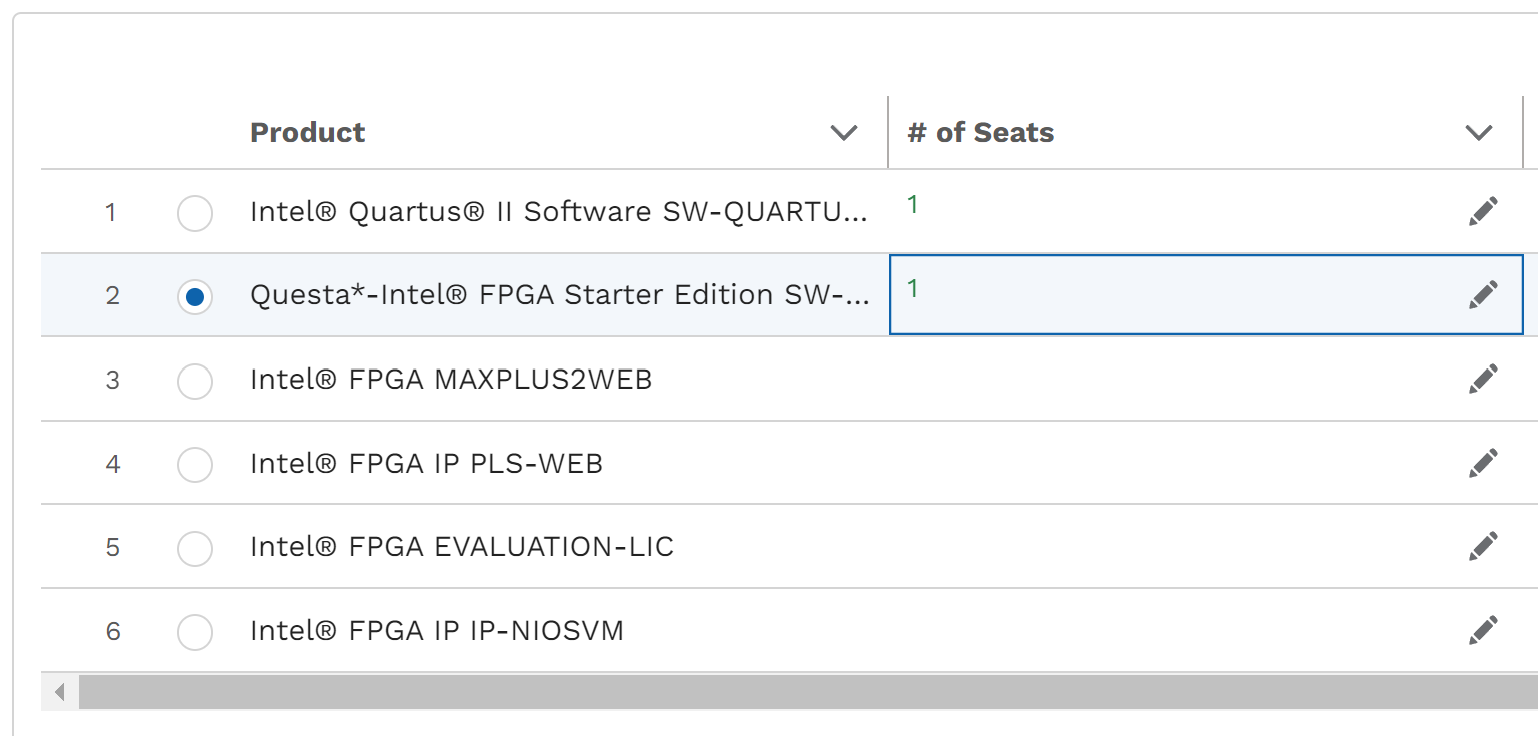 Product # of Seats
1 Intel® Quartus® II Software SW-QUARTU... 1
2 Questa*-Intel® FPGA Starter Edition SW-... 1
3 Intel® FPGA MAXPLUS2WEB
4 Intel® FPGA IP PLS-WEB
5 Intel® FPGA EVALUATION-LIC
6 Intel® FPGA IP IP-NIOSVM